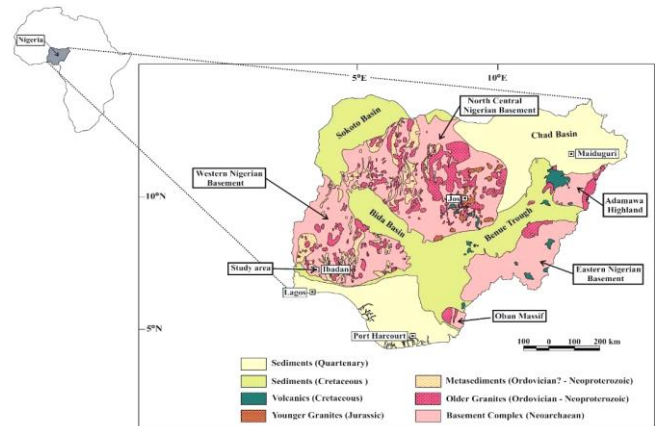 Nigeria
5°E
10°E
North Central
Nigerian Basement
Sokoto Basin
Chad Basin
Maiduguri
Western Nigerian
Basement
10°N
Jos
Adamawa
Highland
Bida Basin
Benue Trough
Study area
Ibadan
Eastern Nigerian
Basement
Lagos
Oban Massif
5°N
Port Harcourt
100 0 100 200 km
Sediments (Quartenary)
Sediments (Cretaceous )
Volcanics (Cretaceous)
Younger Granites (Jurassic)
Metasediments (Ordovician? - Neoproterozoic)
Older Granites (Ordovician - Neoproterozoic)
Basement Complex (Neoarchaean)